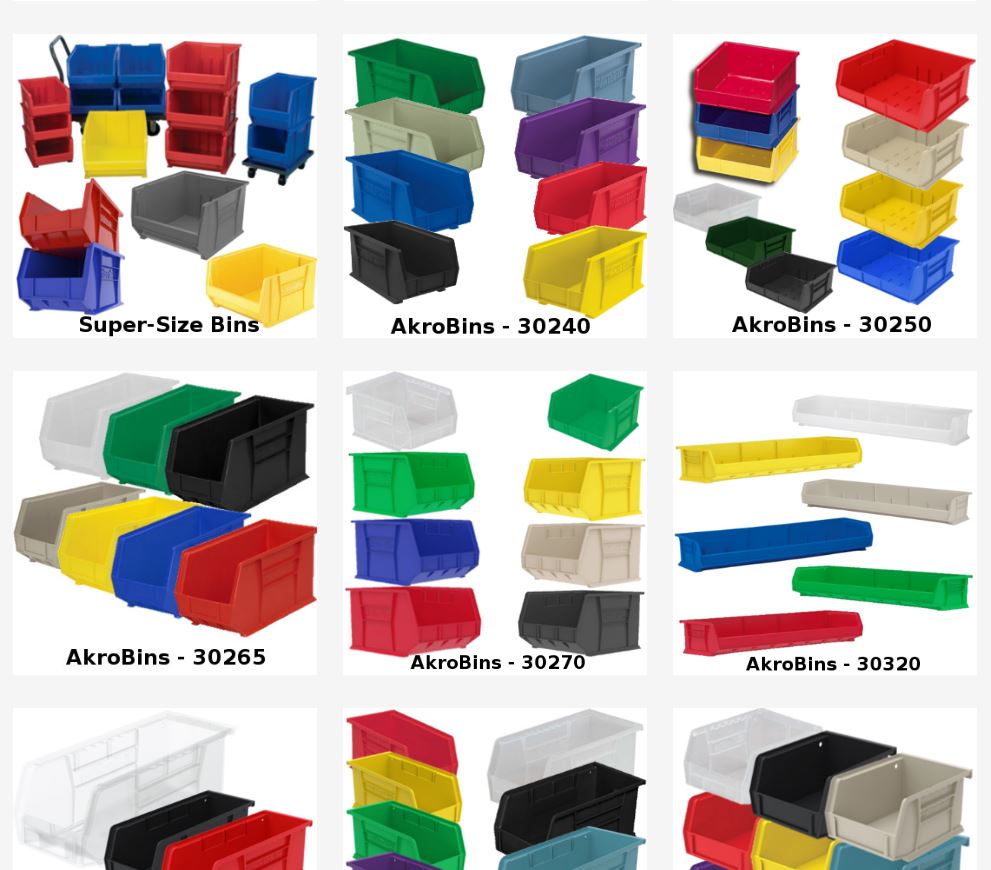 Super-Size Bins
AkroBins - 30240
AkroBins - 30250
AkroBins - 30265
AkroBins - 30270
AkroBins - 30320